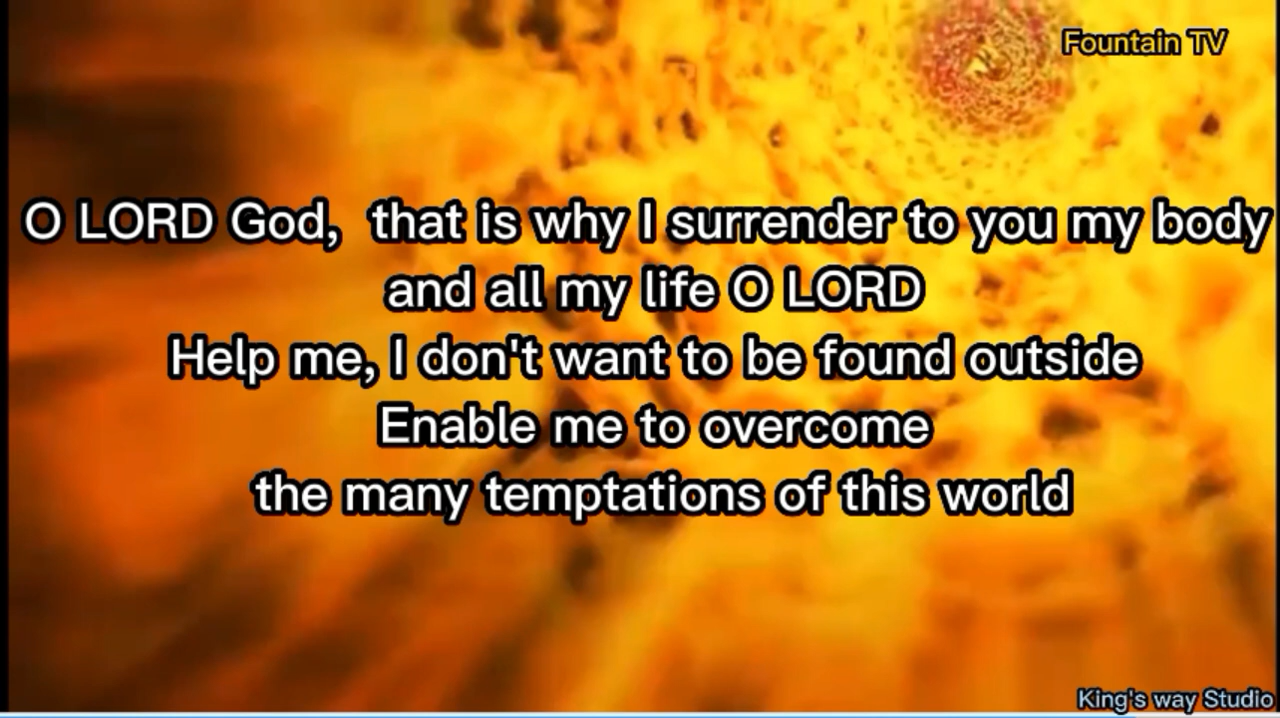 Fountain TV
O LORD God,  that is why I surrender to you my body
and all my life O LORD
Help me, I don't want to be found outside
Enable me to overcome
the many temptations of this world
King's way Studio